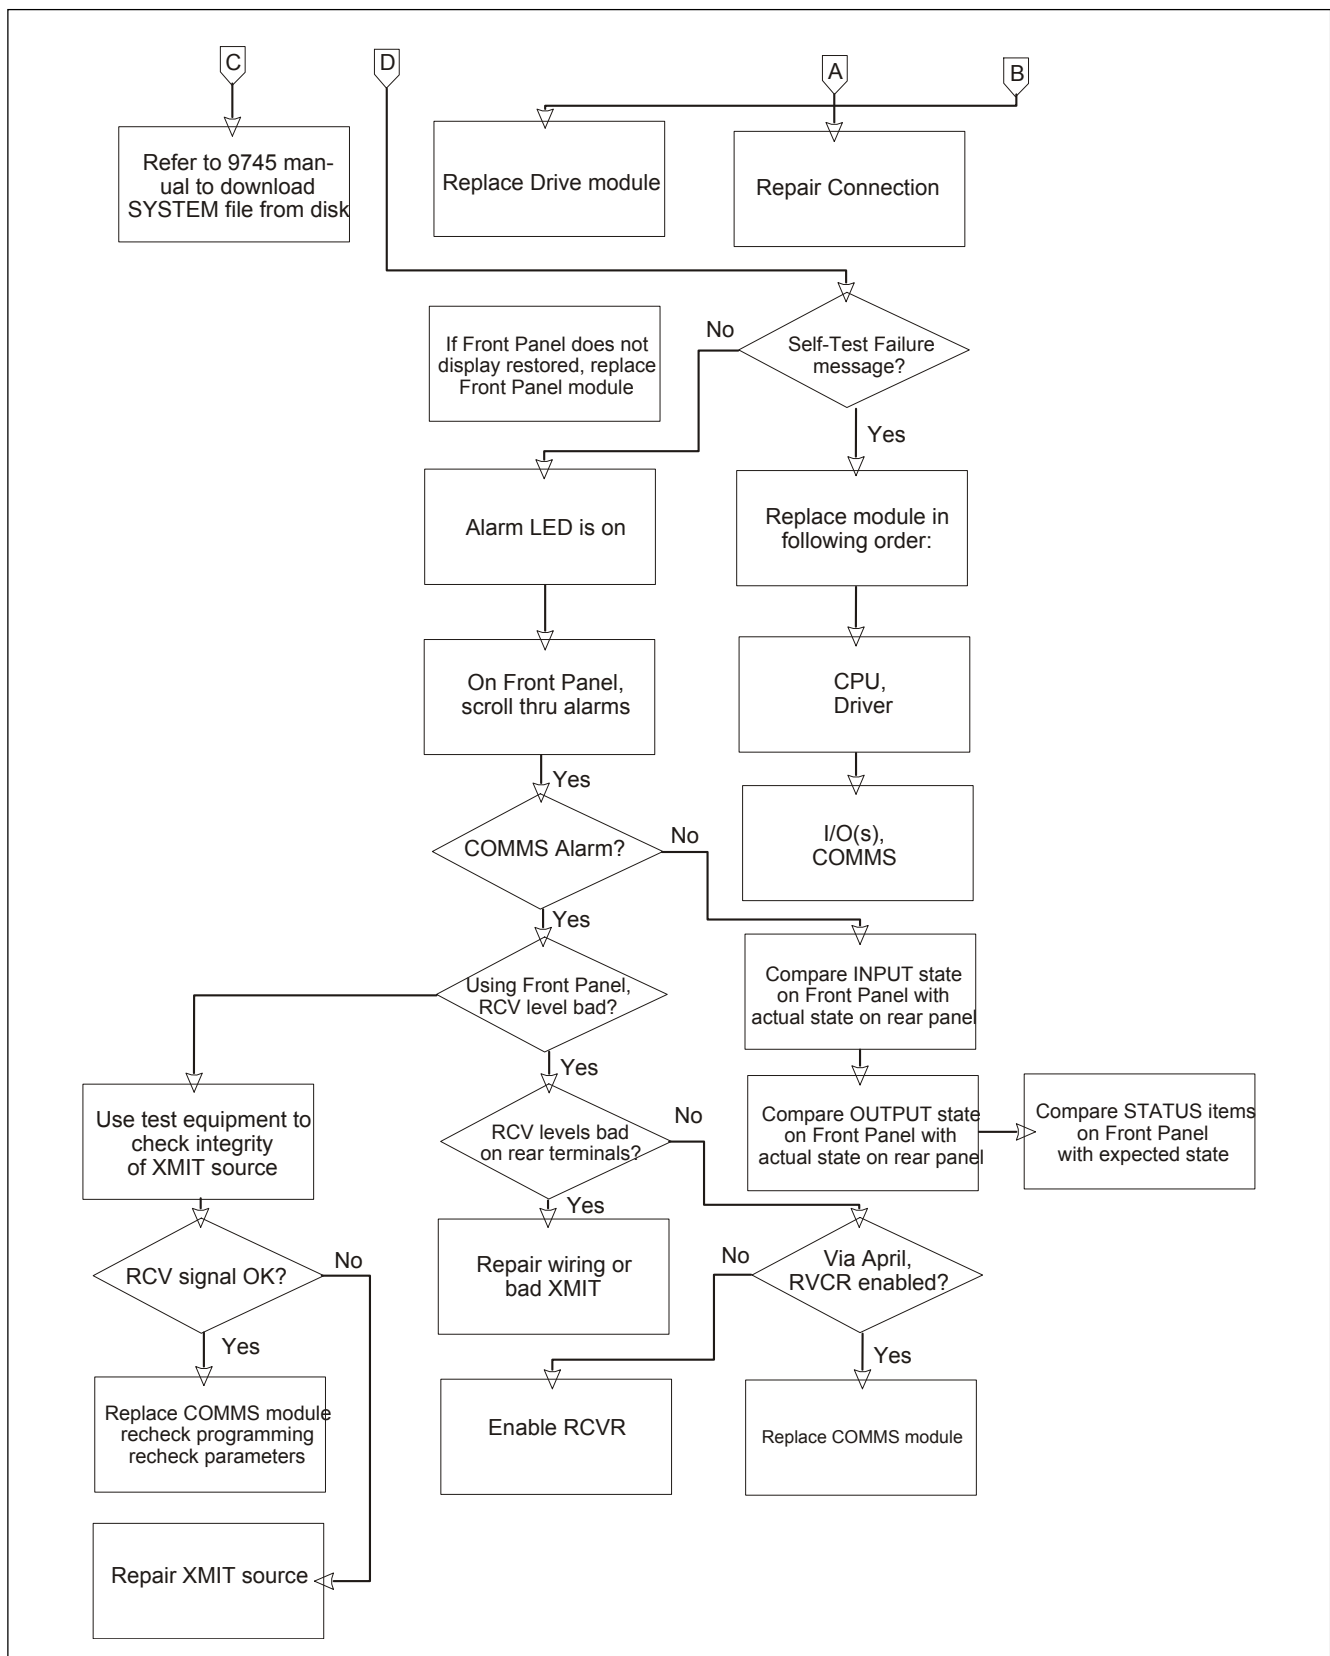 C
D
A
B
Refer to 9745 man-
ual to download
SYSTEM file from disk
Replace Drive module
Repair Connection
If Front Panel does not
display restored, replace
Front Panel module
No
Self-Test Failure
message?
Yes
Alarm LED is on
Replace module in
following order:
On Front Panel,
scroll thru alarms
CPU,
Driver
Yes
COMMS Alarm?
No
I/O(s),
COMMS
Yes
Using Front Panel,
RCV level bad?
Compare INPUT state
on Front Panel with
actual state on rear panel
Yes
Use test equipment to
check integrity
of XMIT source
RCV levels bad
on rear terminals?
No
Compare OUTPUT state
on Front Panel with
actual state on rear panel
Compare STATUS items
on Front Panel
with expected state
Yes
RCV signal OK?
No
Repair wiring or
bad XMIT
No
Via April,
RVCR enabled?
Yes
Yes
Replace COMMS module
recheck programming
recheck parameters
Enable RCVR
Replace COMMS module
Repair XMIT source